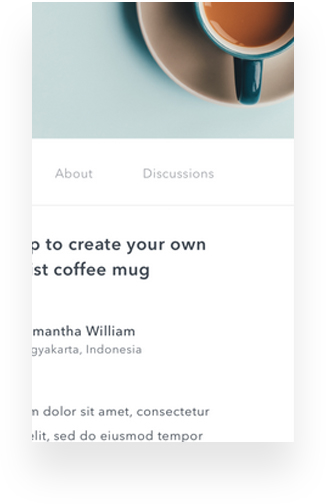 About Discussions
p to create your own
ist coffee mug
mantha William
gyakarta, Indonesia
m dolor sit amet, consectetur
elit, sed do eiusmod tempor